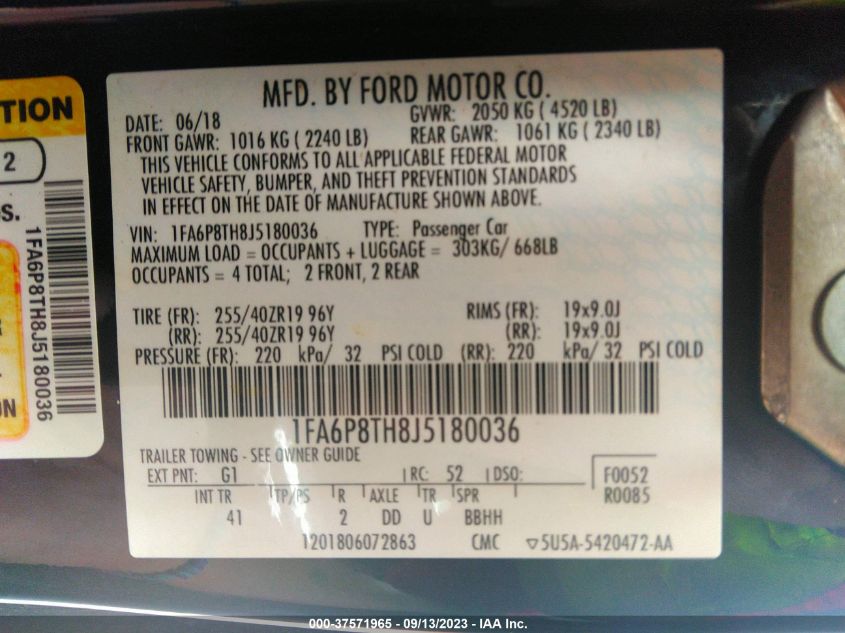 TION
2
S.
1FA6P8TH8J5180036
ON
MFD. BY FORD MOTOR CO.
DATE: 06/18 GVWR: 2050 KG ( 4520 LB)
FRONT GAWR: 1016 KG ( 2240 LB) REAR GAWR: 1061 KG ( 2340 LB)
THIS VEHICLE CONFORMS TO ALL APPLICABLE FEDERAL MOTOR
VEHICLE SAFETY, BUMPER, AND THEFT PREVENTION STANDARDS
IN EFFECT ON THE DATE OF MANUFACTURE SHOWN ABOVE.
VIN: 1FA6P8TH8J5180036 TYPE: Passenger Car
MAXIMUM LOAD = OCCUPANTS + LUGGAGE = 303KG/ 668LB
OCCUPANTS = 4 TOTAL; 2 FRONT, 2 REAR
TIRE (FR): 255/40ZR19 96Y RIMS (FR): 19x9.0J
(RR): 255/40ZR19 96Y (RR): 19x9.0J
PRESSURE (FR): 220 kPa/ 32 PSI COLD (RR): 220 kPa/ 32 PSI COLD
1FA6P8TH8J5180036
TRAILER TOWING - SEE OWNER GUIDE
EXT PNT: G1 RC: 52 DSO: F0052
INT TR TP/PS R AXLE TR SPR R0085
41 2 DD U BBHH
1201806072863 CMC ▽5U5A-5420472-AA
000-37571965 - 09/13/2023 - IAA Inc.